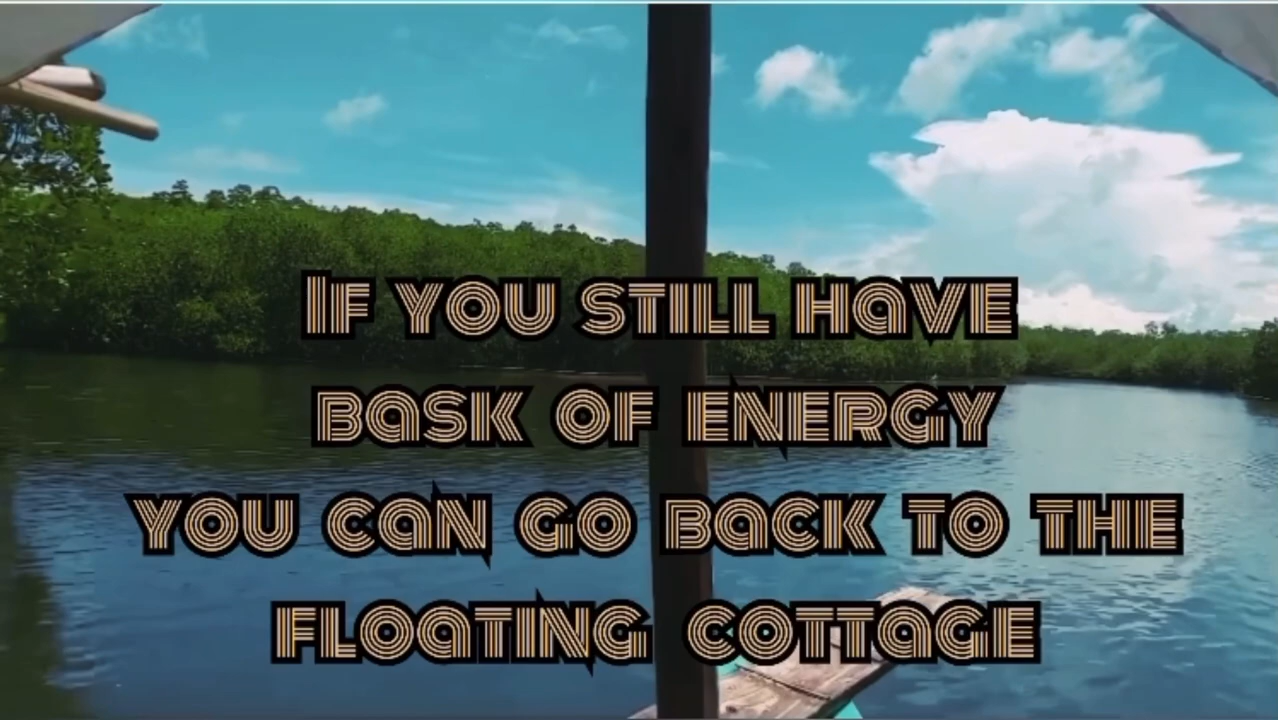 If you still have
bask of energy
you can go back to the
floating cottage